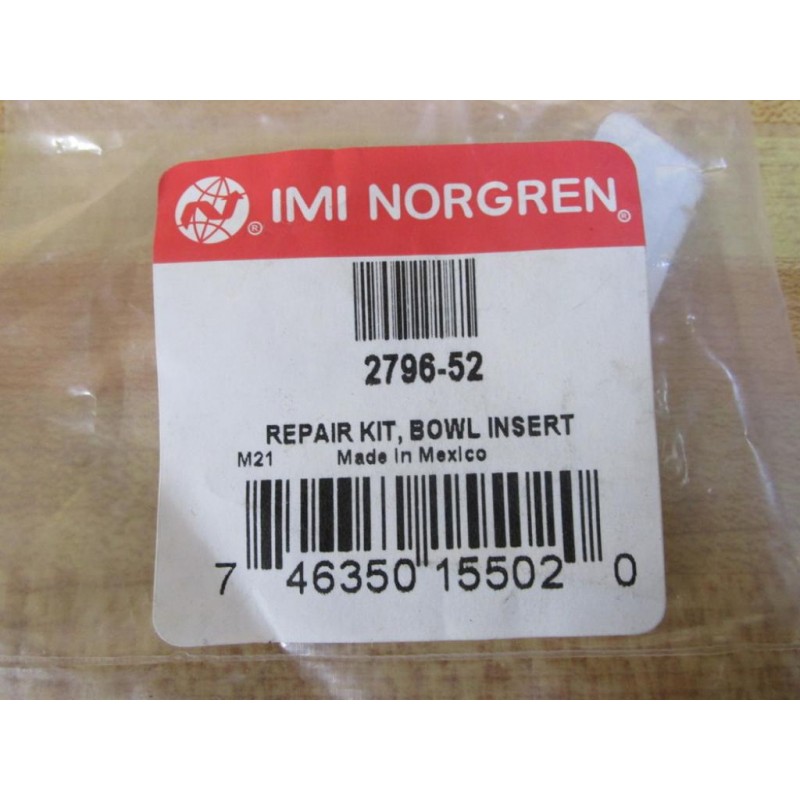 ® IMI NORGREN®
2796-52
REPAIR KIT, BOWL INSERT
M21 Made in Mexico
7 46350 15502 0